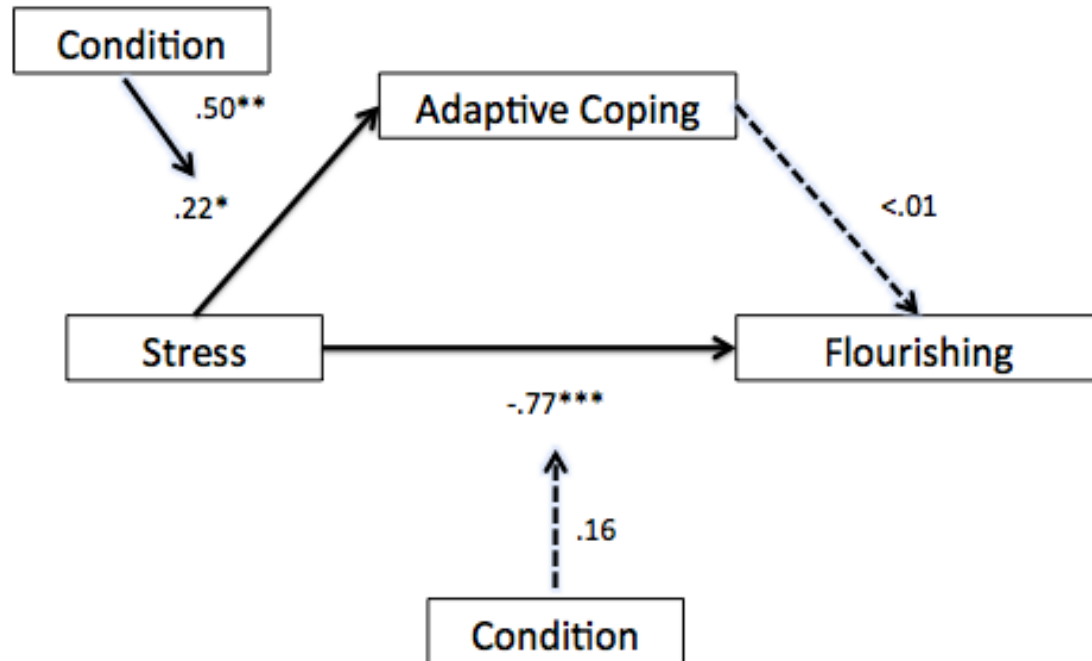 Condition
.50**
Adaptive Coping
.22*
<.01
Stress
Flourishing
-.77***
.16
Condition